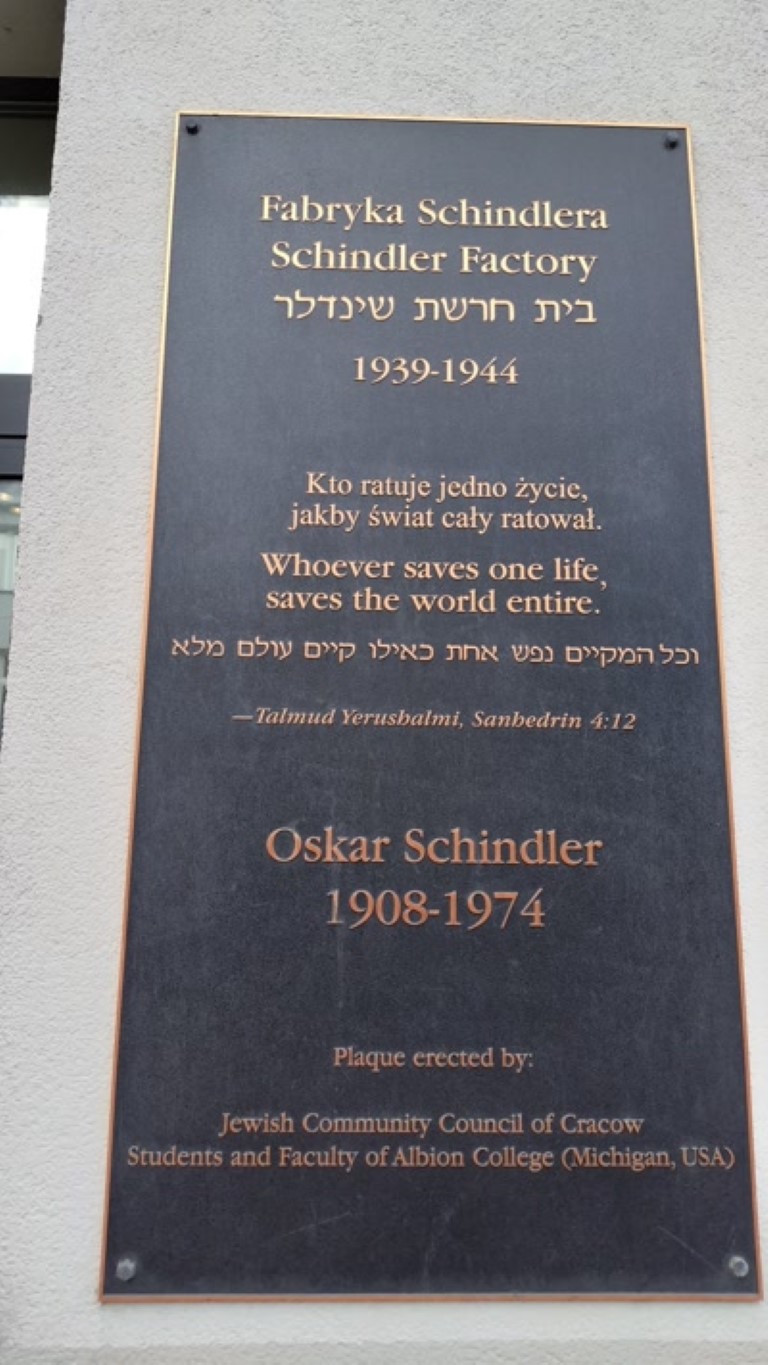 Fabryka Schindlera
Schindler Factory
בית חרשת שינדלר
1939-1944
Kto ratuje jedno życie,
jakby świat cały ratował.
Whoever saves one life,
saves the world entire.
וכל המקיים נפש אחת כאילו קיים עולם מלא
—Talmud Yerushalmi, Sanhedrin 4:12
Oskar Schindler
1908-1974
Plaque erected by:
Jewish Community Council of Cracow
Students and Faculty of Albion College (Michigan, USA)